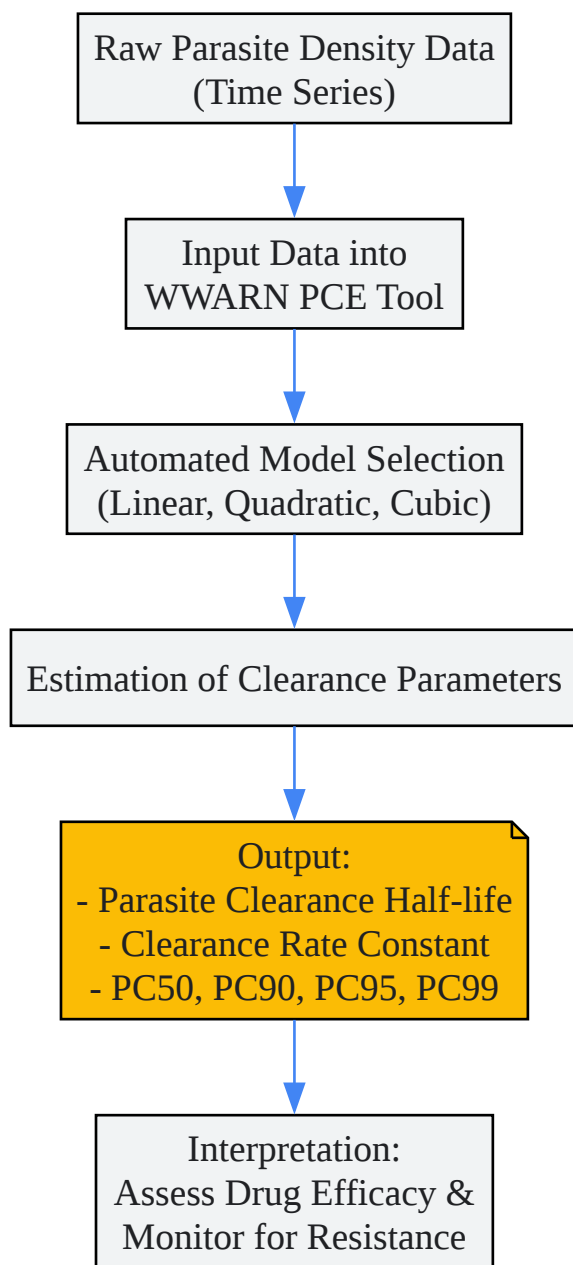 Raw Parasite Density Data
(Time Series)
Input Data into
WWARN PCE Tool
Automated Model Selection
(Linear, Quadratic, Cubic)
Estimation of Clearance Parameters
Output:
- Parasite Clearance Half-life
- Clearance Rate Constant
- PC50, PC90, PC95, PC99
Interpretation:
Assess Drug Efficacy &
Monitor for Resistance